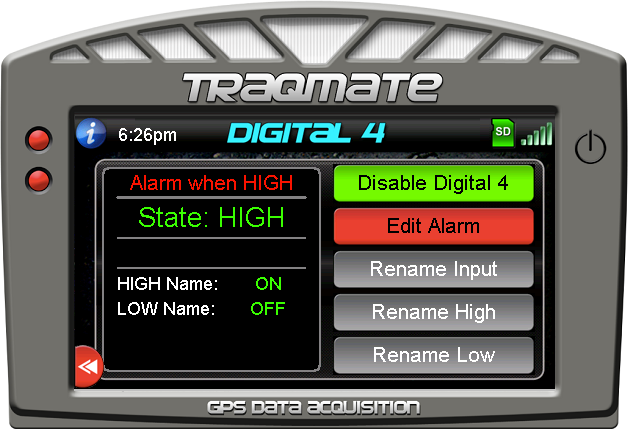 TRAQMATE
6:26pm
DIGITAL 4
SD
Alarm when HIGH
State: HIGH
HIGH Name: ON
LOW Name: OFF
Disable Digital 4
Edit Alarm
Rename Input
Rename High
Rename Low
GPS DATA ACQUISITION